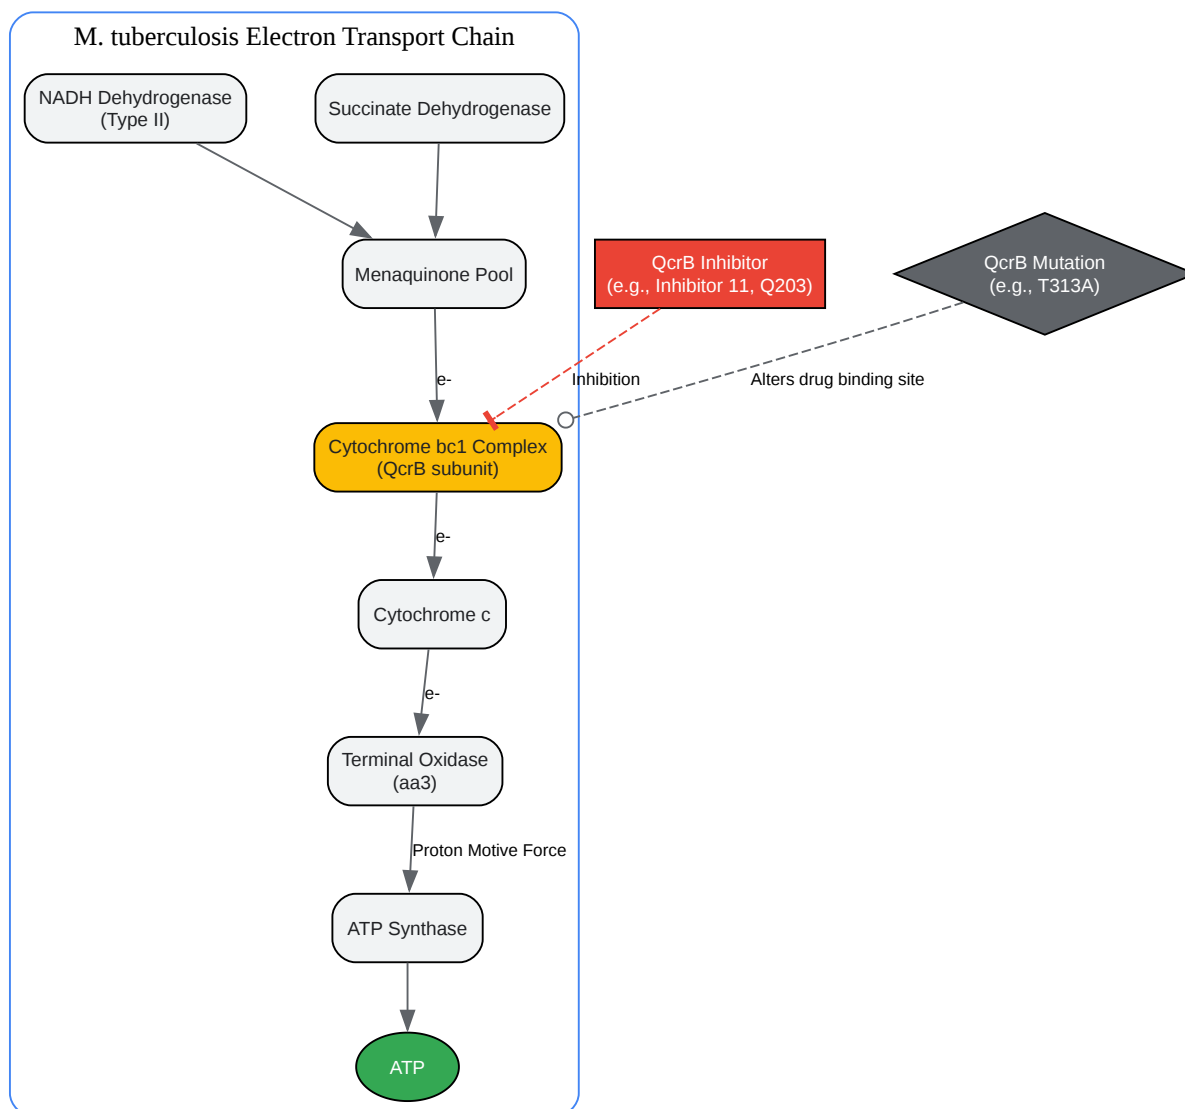 M. tuberculosis Electron Transport Chain
NADH Dehydrogenase
(Type II)
Succinate Dehydrogenase
Menaquinone Pool
QcrB Inhibitor
(e.g., Inhibitor 11, Q203)
QcrB Mutation
(e.g., T313A)
e-
Inhibition
Alters drug binding site
Cytochrome bc1 Complex
(QcrB subunit)
e-
Cytochrome c
e-
Terminal Oxidase
(aa3)
Proton Motive Force
ATP Synthase
ATP